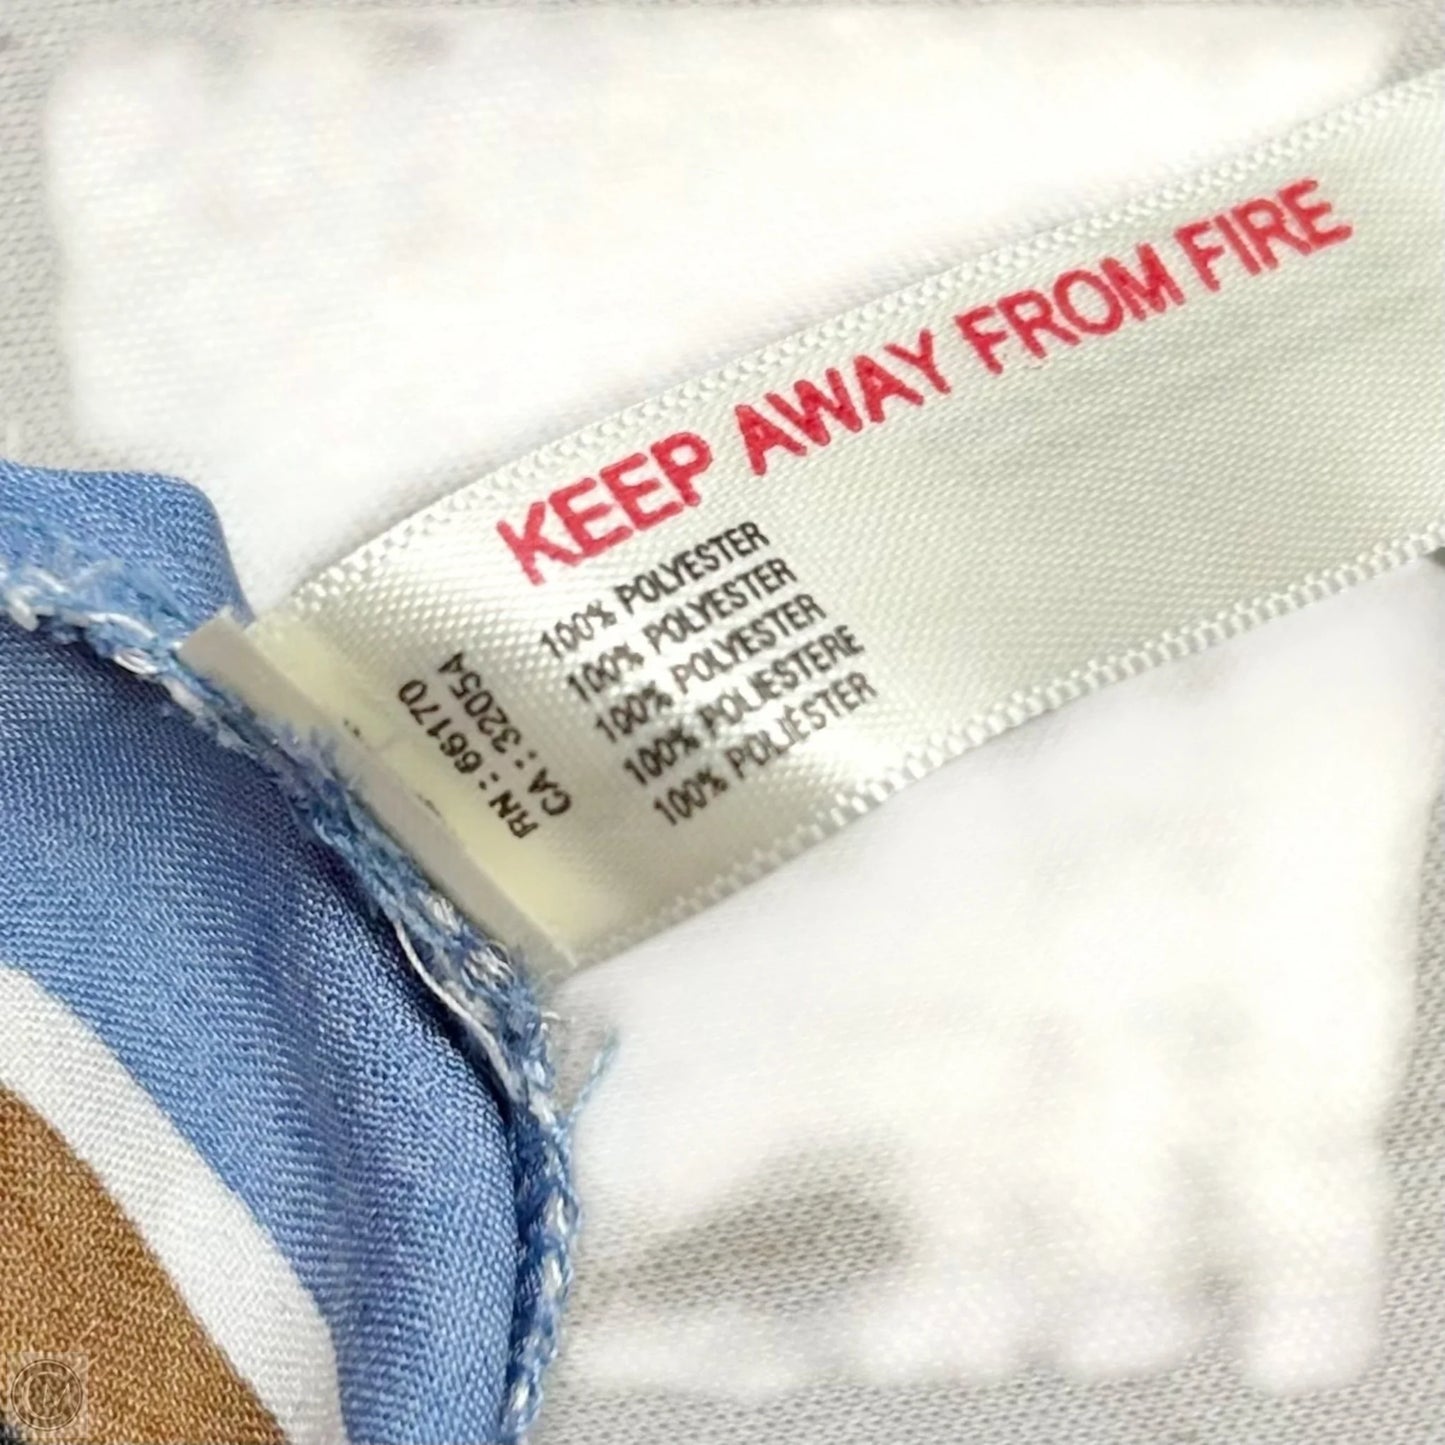 KEEP AWAY FROM FIRE
100% POLYESTER
100% POLYESTER
100% POLYESTER
100% POLIESTERE
100% POLIÉSTER
RN : 66170
CA : 32054